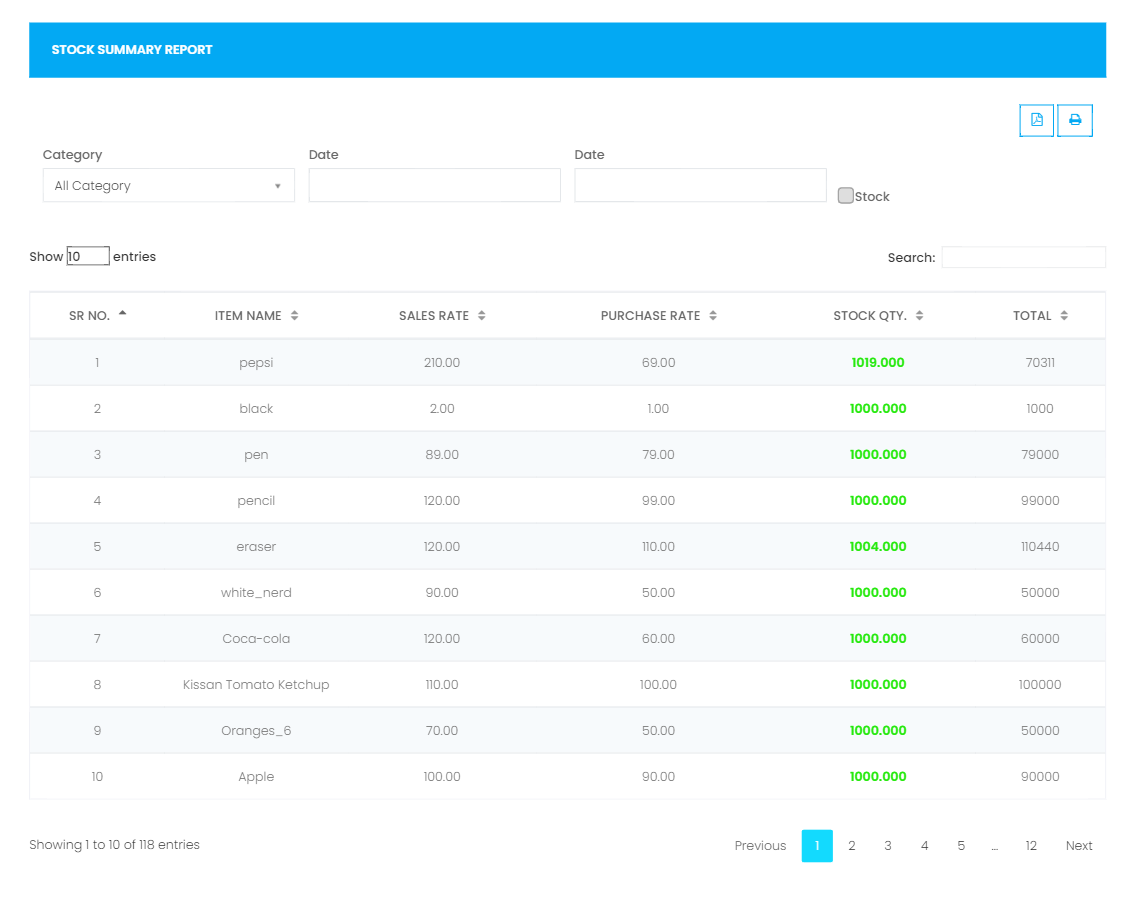 STOCK SUMMARY REPORT
Category Date Date
All Category
Stock
Show 10 entries Search:
SR NO. ITEM NAME SALES RATE PURCHASE RATE STOCK QTY. TOTAL
1 pepsi 210.00 69.00 1019.000 70311
2 black 2.00 1.00 1000.000 1000
3 pen 89.00 79.00 1000.000 79000
4 pencil 120.00 99.00 1000.000 99000
5 eraser 120.00 110.00 1004.000 110440
6 white_nerd 90.00 50.00 1000.000 50000
7 Coca-cola 120.00 60.00 1000.000 60000
8 Kissan Tomato Ketchup 110.00 100.00 1000.000 100000
9 Oranges_6 70.00 50.00 1000.000 50000
10 Apple 100.00 90.00 1000.000 90000
Showing 1 to 10 of 118 entries Previous 1 2 3 4 5 … 12 Next